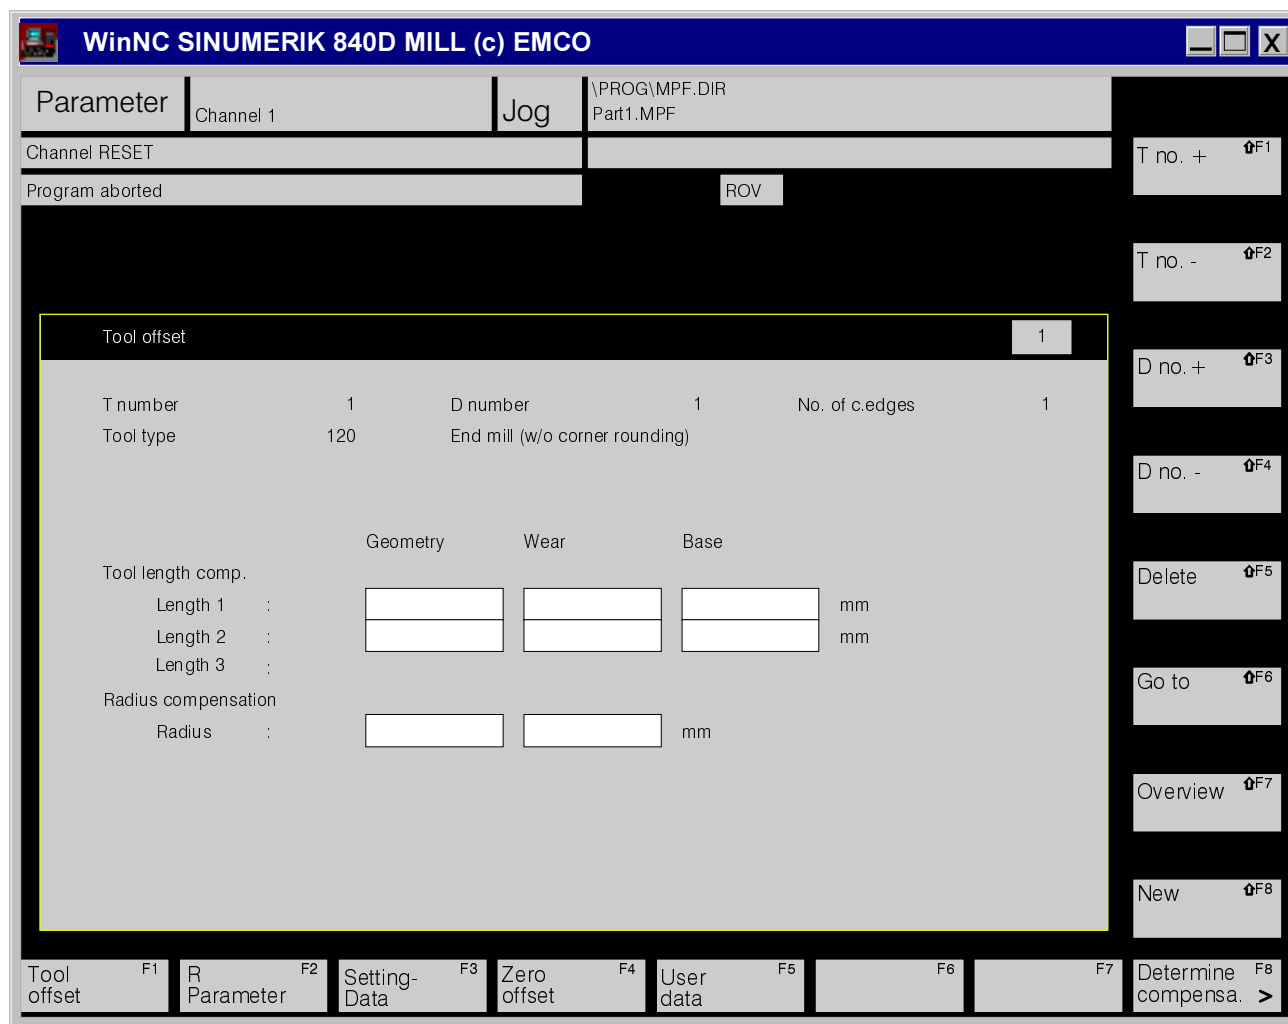 WinNC SINUMERIK 840D MILL (c) EMCO
Parameter
Channel 1
Jog
\PROG\MPF.DIR
Part1.MPF
Channel RESET
Program aborted
ROV
T no. + ⇧F1
T no. - ⇧F2
D no. + ⇧F3
D no. - ⇧F4
Delete ⇧F5
Go to ⇧F6
Overview ⇧F7
New ⇧F8
Tool offset 1
T number 1 D number 1 No. of c.edges 1
Tool type 120 End mill (w/o corner rounding)
Geometry Wear Base
Tool length comp.
Length 1 : mm
Length 2 : mm
Length 3 :
Radius compensation
Radius : mm
Tool F1
offset
R F2
Parameter
Setting- F3
Data
Zero F4
offset
User F5
data
F6
F7
Determine F8
compensa. >